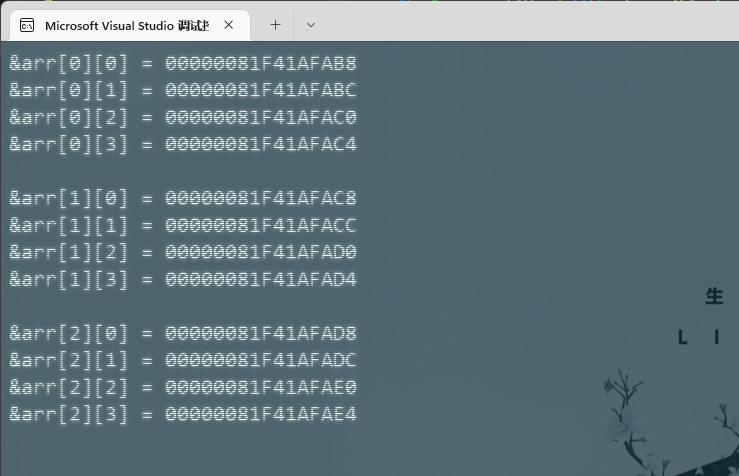 Microsoft Visual Studio 调试
&arr[0][0] = 00000081F41AFAB8
&arr[0][1] = 00000081F41AFABC
&arr[0][2] = 00000081F41AFAC0
&arr[0][3] = 00000081F41AFAC4
&arr[1][0] = 00000081F41AFAC8
&arr[1][1] = 00000081F41AFACC
&arr[1][2] = 00000081F41AFAD0
&arr[1][3] = 00000081F41AFAD4
&arr[2][0] = 00000081F41AFAD8
&arr[2][1] = 00000081F41AFADC
&arr[2][2] = 00000081F41AFAE0
&arr[2][3] = 00000081F41AFAE4
生
L I